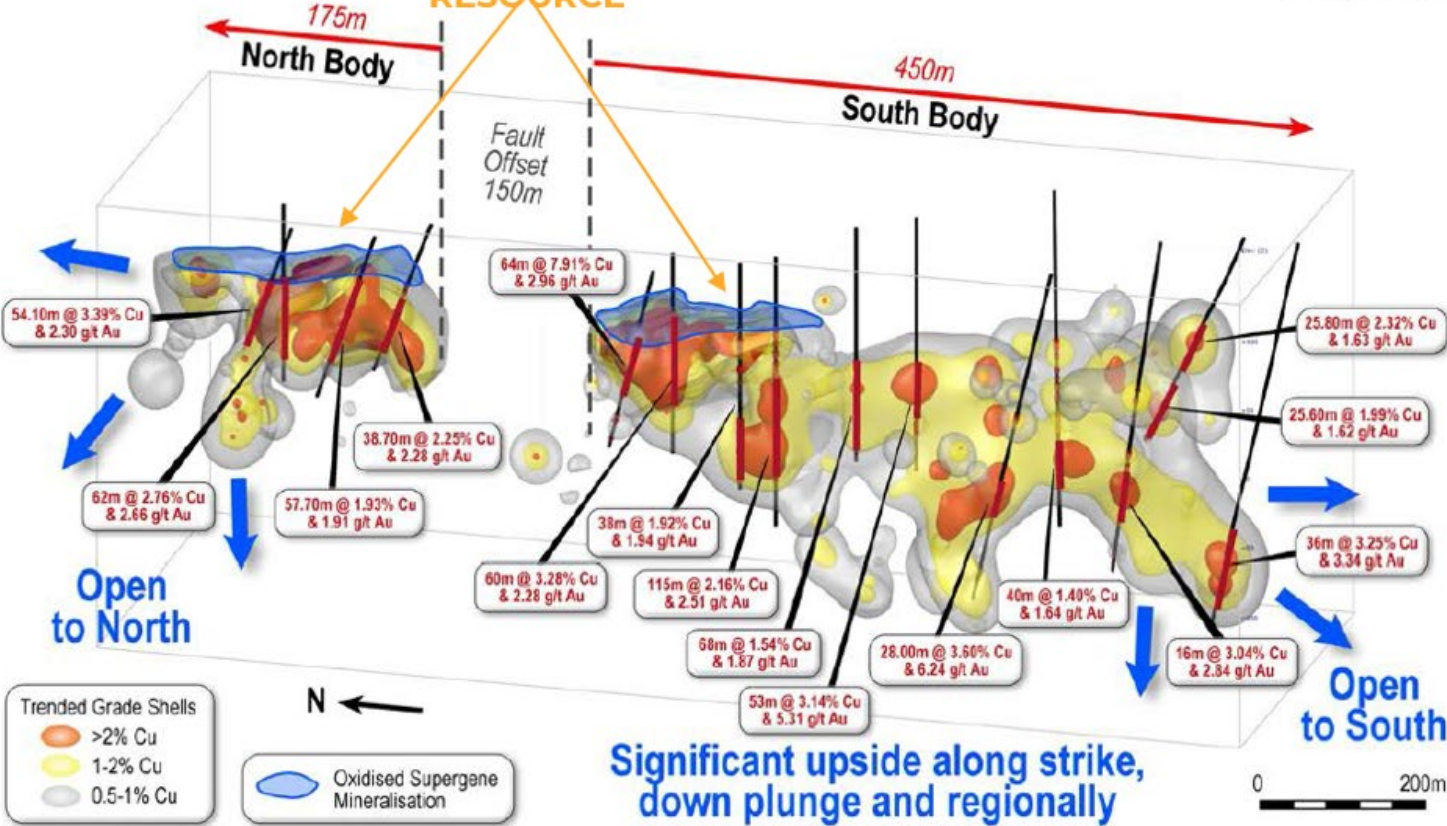 RESOURCE
175m
North Body
450m
South Body
Fault
Offset
150m
64m @ 7.91% Cu
& 2.96 g/t Au
54.10m @ 3.39% Cu
& 2.30 g/t Au
25.80m @ 2.32% Cu
& 1.63 g/t Au
25.60m @ 1.99% Cu
& 1.62 g/t Au
38.70m @ 2.25% Cu
& 2.28 g/t Au
62m @ 2.76% Cu
& 2.66 g/t Au
57.70m @ 1.93% Cu
& 1.91 g/t Au
38m @ 1.92% Cu
& 1.94 g/t Au
36m @ 3.25% Cu
& 3.34 g/t Au
60m @ 3.28% Cu
& 2.28 g/t Au
115m @ 2.16% Cu
& 2.51 g/t Au
40m @ 1.40% Cu
& 1.64 g/t Au
68m @ 1.54% Cu
& 1.87 g/t Au
28.00m @ 3.60% Cu
& 6.24 g/t Au
16m @ 3.04% Cu
& 2.84 g/t Au
53m @ 3.14% Cu
& 5.31 g/t Au
Open
to North
Open
to South
Trended Grade Shells
>2% Cu
1-2% Cu
0.5-1% Cu
N
Oxidised Supergene
Mineralisation
Significant upside along strike,
down plunge and regionally
0 200m